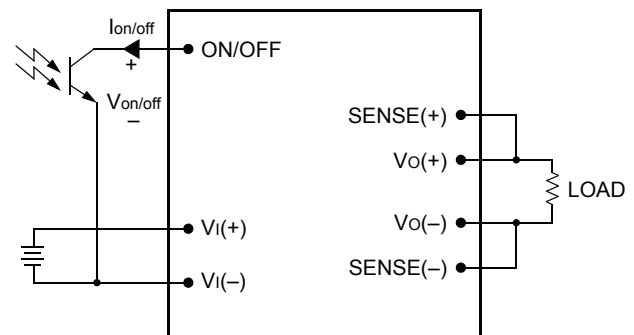 Ion/off
+
ON/OFF
Von/off
–
SENSE(+)
VO(+)
LOAD
VI(+)
VO(–)
VI(–)
SENSE(–)